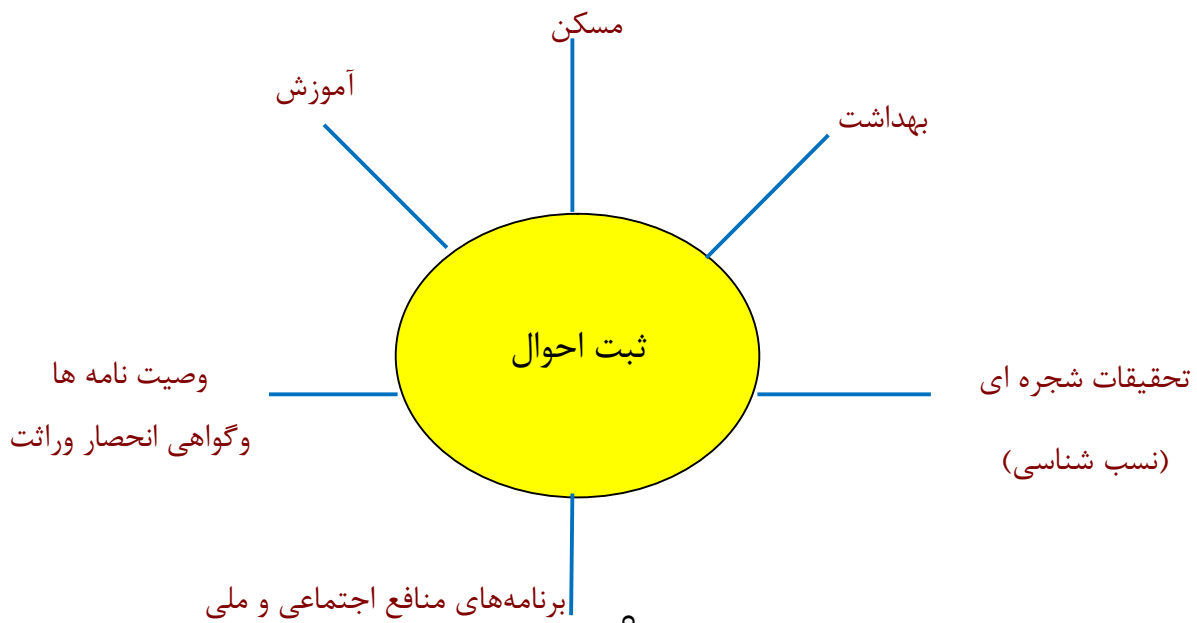 مسکن
آموزش
بهداشت
ثبت احوال
تحقیقات شجره ای
(نسب شناسی)
وصیت نامه ها
وگواهی انحصار وراثت
برنامه‌های منافع اجتماعی و ملی